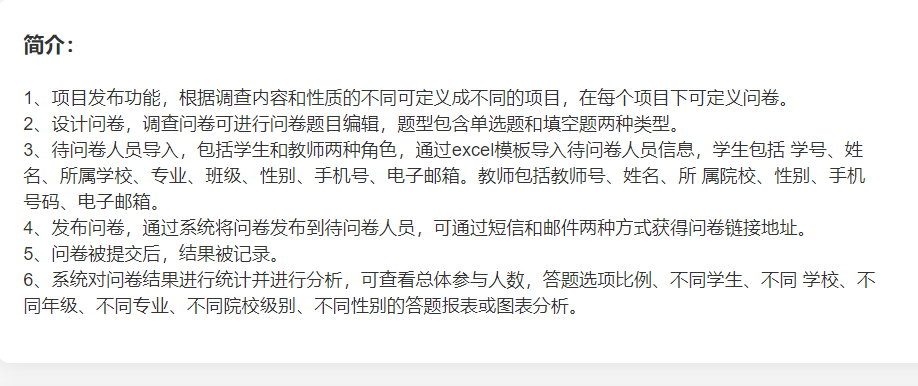 简介：
1、项目发布功能，根据调查内容和性质的不同可定义成不同的项目，在每个项目下可定义问卷。
2、设计问卷，调查问卷可进行问卷题目编辑，题型包含单选题和填空题两种类型。
3、待问卷人员导入，包括学生和教师两种角色，通过excel模板导入待问卷人员信息，学生包括 学号、姓
名、所属学校、专业、班级、性别、手机号、电子邮箱。教师包括教师号、姓名、所 属院校、性别、手机
号码、电子邮箱。
4、发布问卷，通过系统将问卷发布到待问卷人员，可通过短信和邮件两种方式获得问卷链接地址。
5、问卷被提交后，结果被记录。
6、系统对问卷结果进行统计并进行分析，可查看总体参与人数，答题选项比例、不同学生、不同 学校、不
同年级、不同专业、不同院校级别、不同性别的答题报表或图表分析。